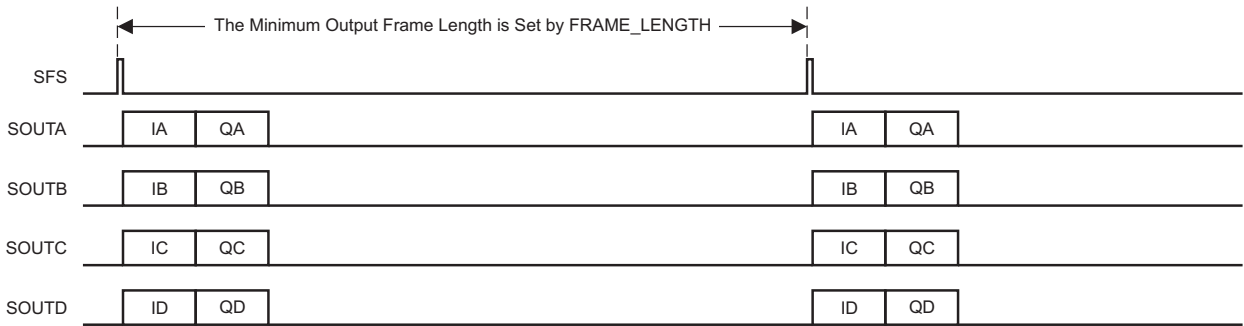 The Minimum Output Frame Length is Set by FRAME_LENGTH
SFS
SOUTA IA QA IA QA
SOUTB IB QB IB QB
SOUTC IC QC IC QC
SOUTD ID QD ID QD